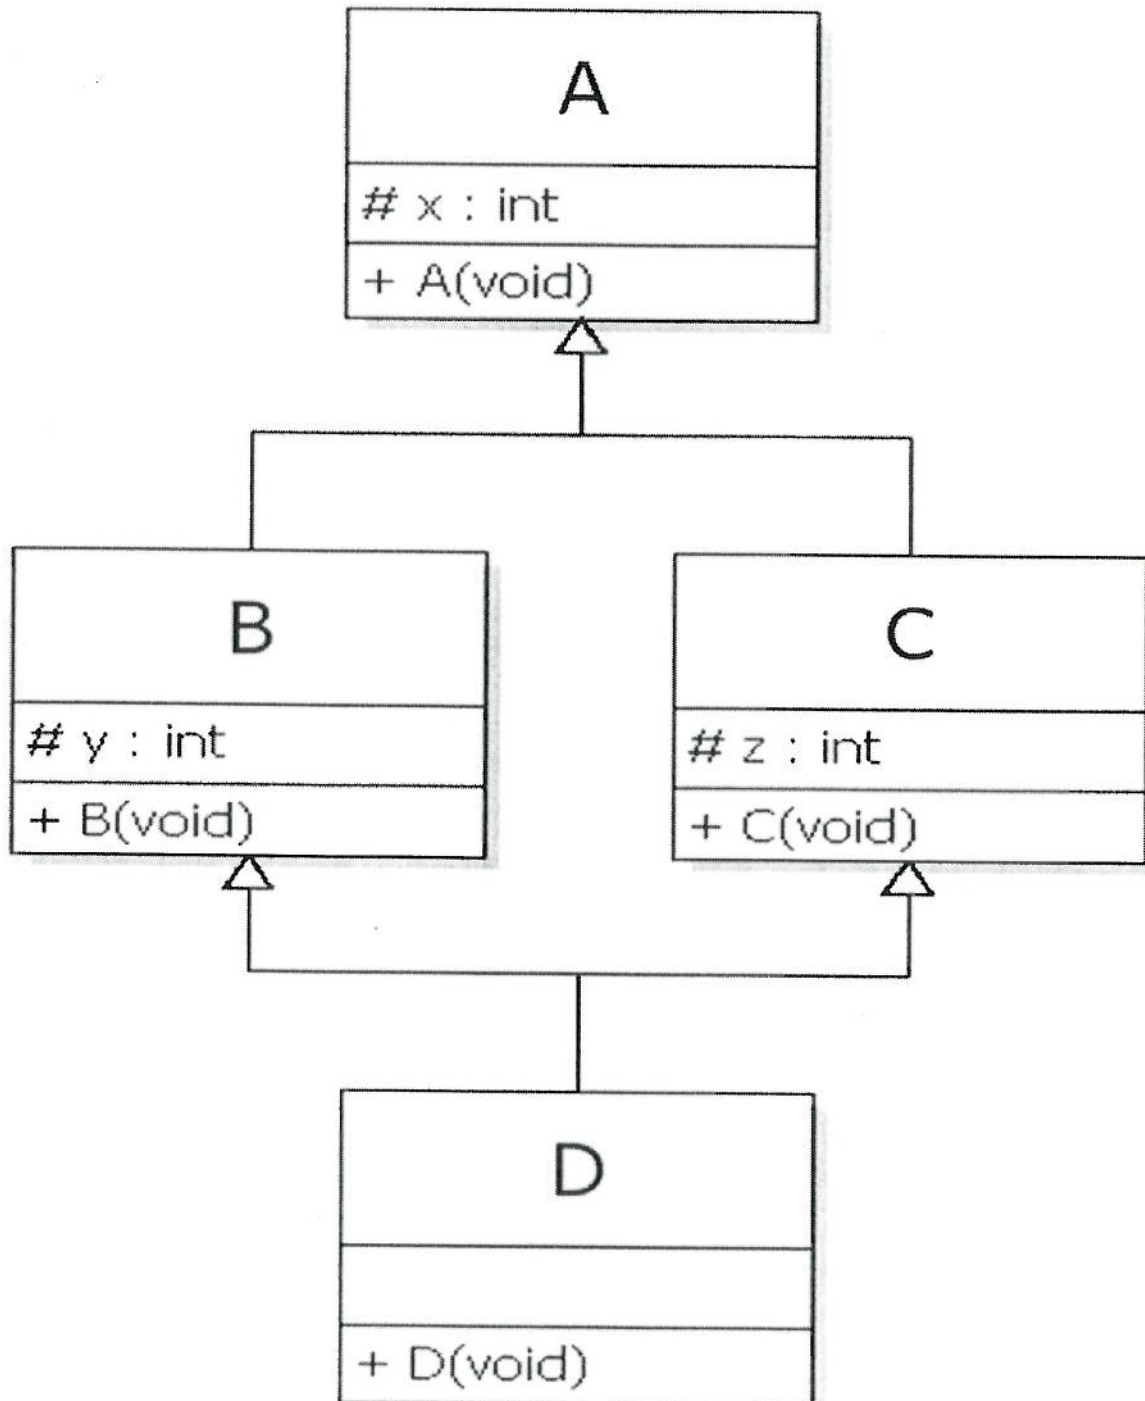 A
# x : int
+ A(void)
B
# y : int
+ B(void)
C
# z : int
+ C(void)
D
+ D(void)